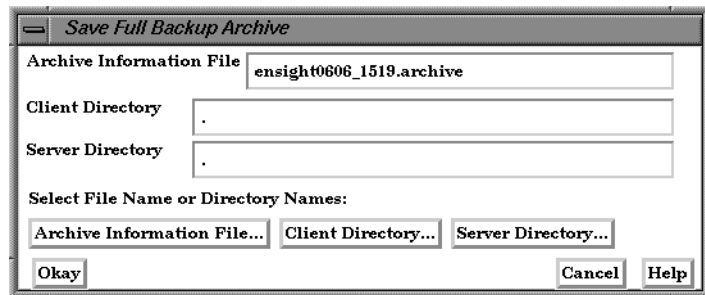 Save Full Backup Archive
Archive Information File ensight0606_1519.archive
Client Directory .
Server Directory .
Select File Name or Directory Names:
Archive Information File... Client Directory... Server Directory...
Okay Cancel Help